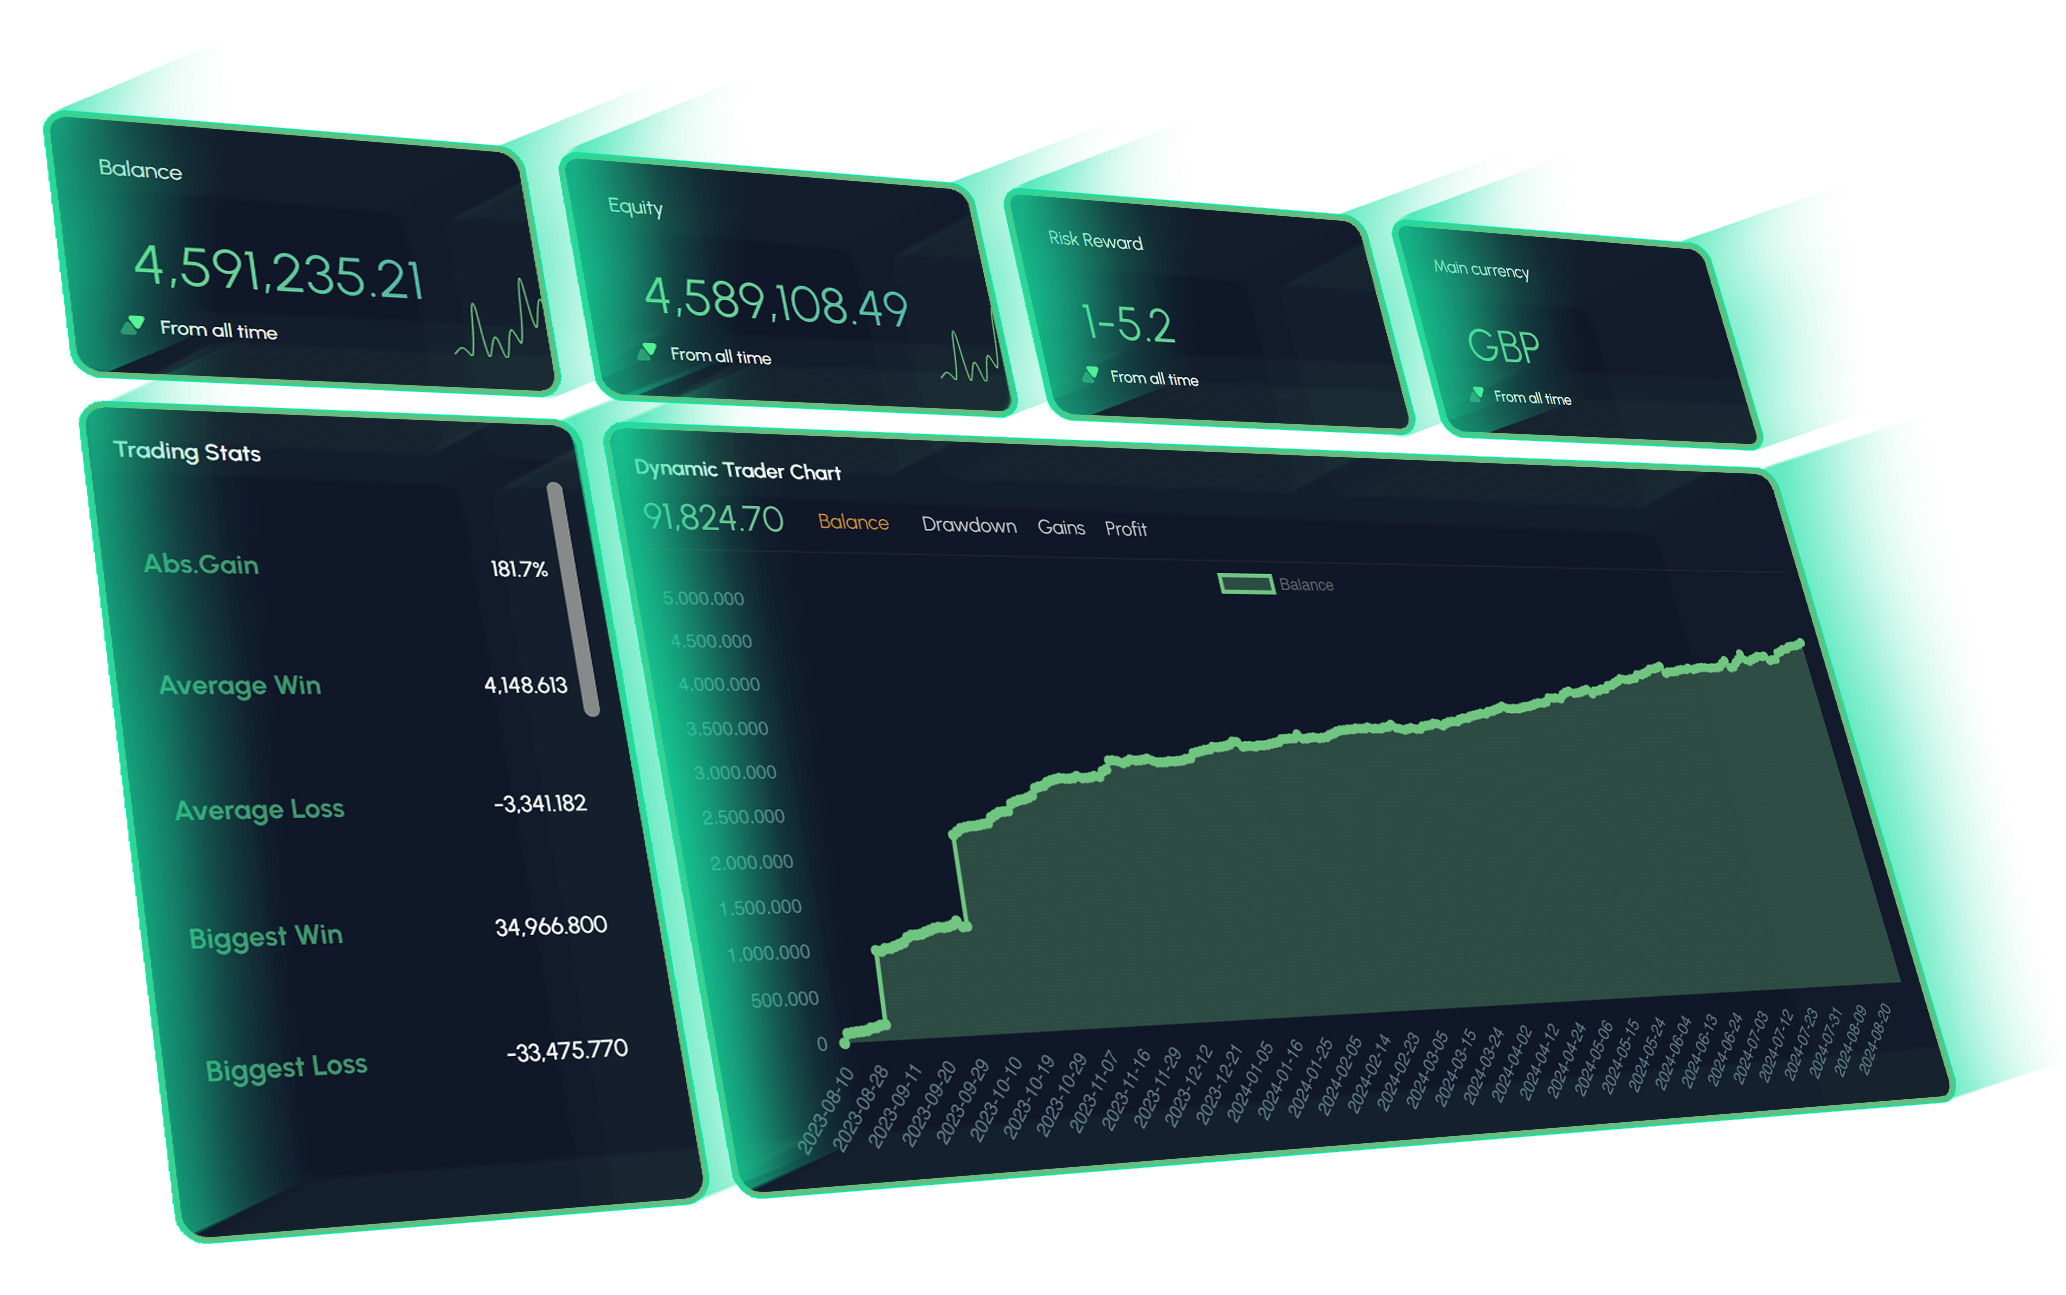 Balance
4,591,235.21
From all time
Equity
4,589,108.49
From all time
Risk Reward
1-5.2
From all time
Main currency
GBP
From all time
Trading Stats
Abs.Gain 181.7%
Average Win 4,148.613
Average Loss -3,341.182
Biggest Win 34,966.800
Biggest Loss -33,475.770
Dynamic Trader Chart
91,824.70 Balance Drawdown Gains Profit
Balance
5.000.000
4.500.000
4.000.000
3.500.000
3.000.000
2.500.000
2.000.000
1.500.000
1.000.000
500.000
0
2023-08-10
2023-08-28
2023-09-11
2023-09-20
2023-09-29
2023-10-10
2023-10-19
2023-10-29
2023-11-07
2023-11-16
2023-11-29
2023-12-12
2023-12-21
2024-01-05
2024-01-16
2024-01-25
2024-02-05
2024-02-14
2024-02-23
2024-03-05
2024-03-15
2024-03-24
2024-04-02
2024-04-12
2024-04-24
2024-05-06
2024-05-15
2024-05-24
2024-06-04
2024-06-13
2024-06-24
2024-07-03
2024-07-12
2024-07-23
2024-07-31
2024-08-09
2024-08-20